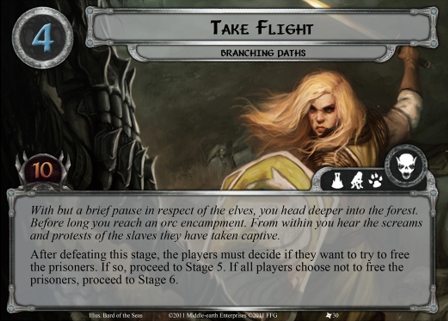 4
TAKE FLIGHT
BRANCHING PATHS
10
With but a brief pause in respect of the elves, you head deeper into the forest.
Before long you reach an orc encampment. From within you hear the screams
and protests of the slaves they have taken captive.
After defeating this stage, the players must decide if they want to try to free
the prisoners. If so, proceed to Stage 5. If all players choose not to free the
prisoners, proceed to Stage 6.
Illus. Bard of the Seas ©2011 Middle-earth Enterprises ©2011 FFG 30